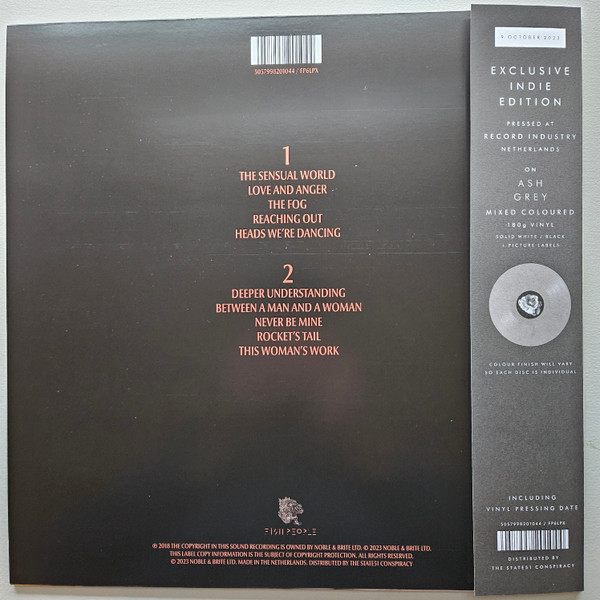 5057998201044 / FP6LPX
1
THE SENSUAL WORLD
LOVE AND ANGER
THE FOG
REACHING OUT
HEADS WE'RE DANCING
2
DEEPER UNDERSTANDING
BETWEEN A MAN AND A WOMAN
NEVER BE MINE
ROCKET'S TAIL
THIS WOMAN'S WORK
FISH PEOPLE
℗ 2018 THE COPYRIGHT IN THIS SOUND RECORDING IS OWNED BY NOBLE & BRITE LTD. © 2023 NOBLE & BRITE LTD.
THIS LABEL COPY INFORMATION IS THE SUBJECT OF COPYRIGHT PROTECTION. ALL RIGHTS RESERVED.
© 2023 NOBLE & BRITE LTD. MADE IN THE NETHERLANDS. DISTRIBUTED BY THE STATE51 CONSPIRACY
OCTOBER 2023
EXCLUSIVE
INDIE
EDITION
PRESSED AT
RECORD INDUSTRY
NETHERLANDS
ON
ASH
GREY
MIXED COLOURED
180g VINYL
SOLID WHITE / BLACK
PICTURE LABELS
COLOUR FINISH WILL VARY
SO EACH DISC IS INDIVIDUAL
INCLUDING
VINYL PRESSING DATE
5057998201044 / FP6LPX
DISTRIBUTED BY
THE STATE51 CONSPIRACY